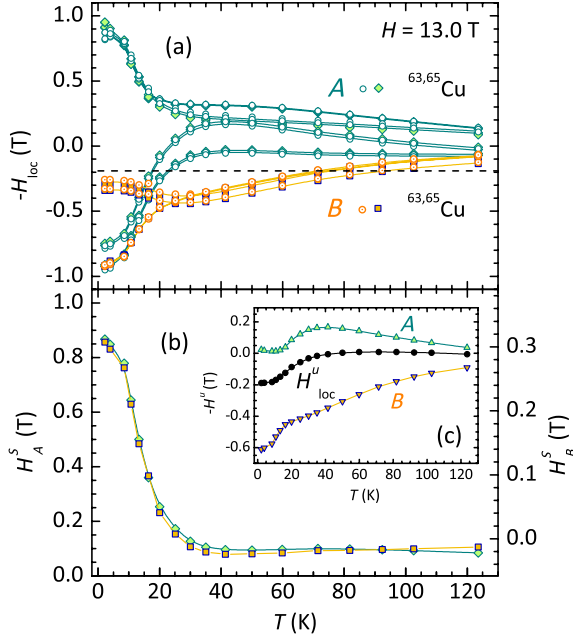 (a)
H = 13.0 T
A 63,65Cu
B 63,65Cu
-Hloc (T)
1.0
0.5
0.0
-0.5
-1.0
(b)
HSA (T)
1.0
0.8
0.6
0.4
0.2
0.0
HSB (T)
0.3
0.2
0.1
0.0
0 20 40 60 80 100 120
T (K)
(c)
-Hu (T)
0.2
0.0
-0.2
-0.4
-0.6
A
Huloc
B
0 20 40 60 80 100 120
T (K)